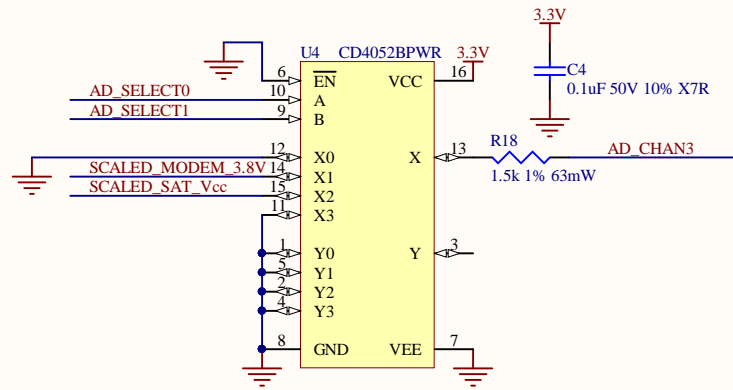 3.3V
U4 CD4052BPWR 3.3V
C4
0.1uF 50V 10% X7R
6 EN VCC 16
AD_SELECT0 10 A
AD_SELECT1 9 B
R18
12 X0 X 13 AD_CHAN3
SCALED_MODEM_3.8V 14 X1 1.5k 1% 63mW
SCALED_SAT_Vcc 15 X2
11 X3
1 Y0 Y 3
5 Y1
2 Y2
4 Y3
8 GND VEE 7